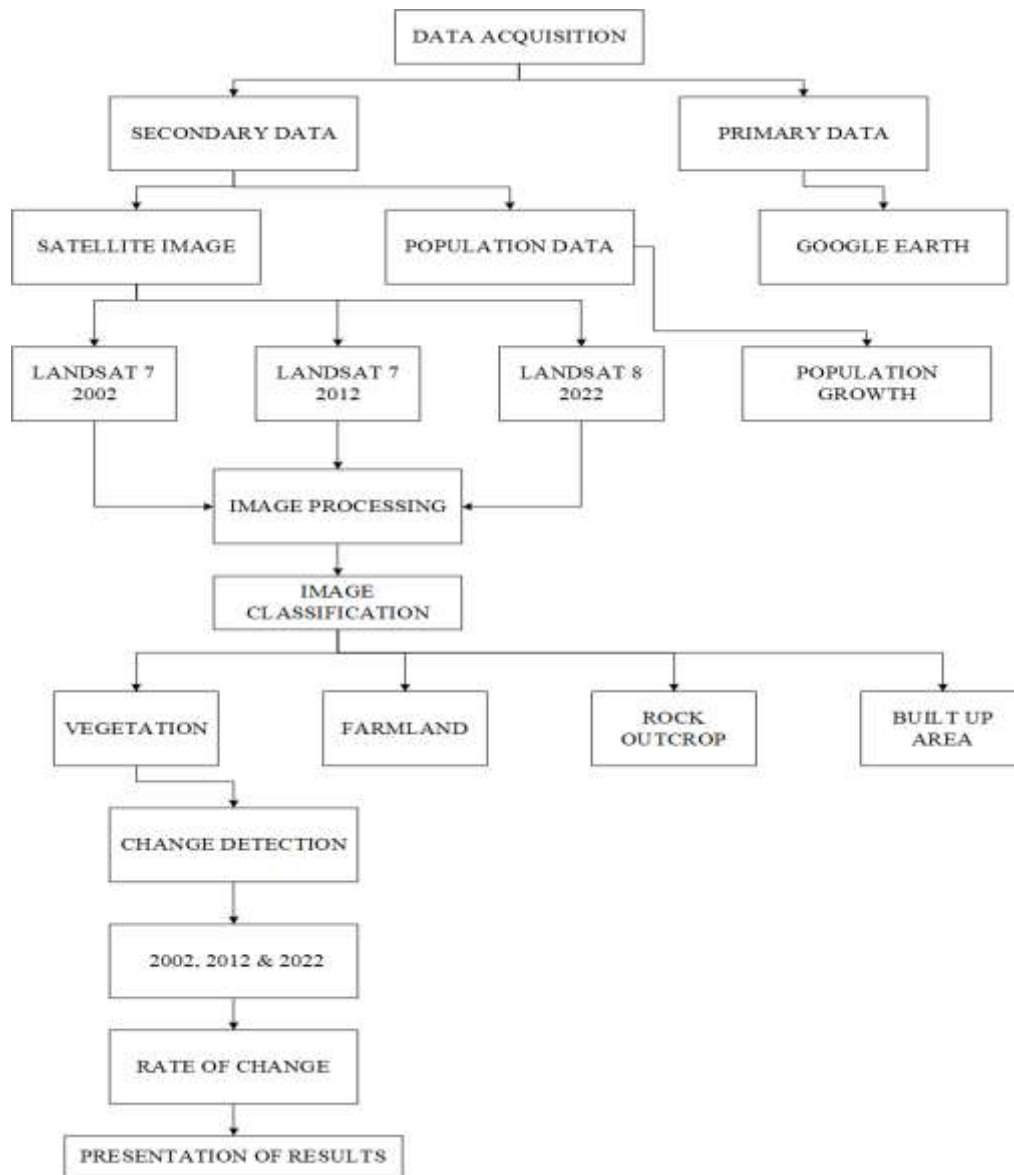 DATA ACQUISITION
SECONDARY DATA
PRIMARY DATA
SATELLITE IMAGE
POPULATION DATA
GOOGLE EARTH
LANDSAT 7
2002
LANDSAT 7
2012
LANDSAT 8
2022
POPULATION
GROWTH
IMAGE PROCESSING
IMAGE
CLASSIFICATION
VEGETATION
FARMLAND
ROCK
OUTCROP
BUILT UP
AREA
CHANGE DETECTION
2002, 2012 & 2022
RATE OF CHANGE
PRESENTATION OF RESULTS